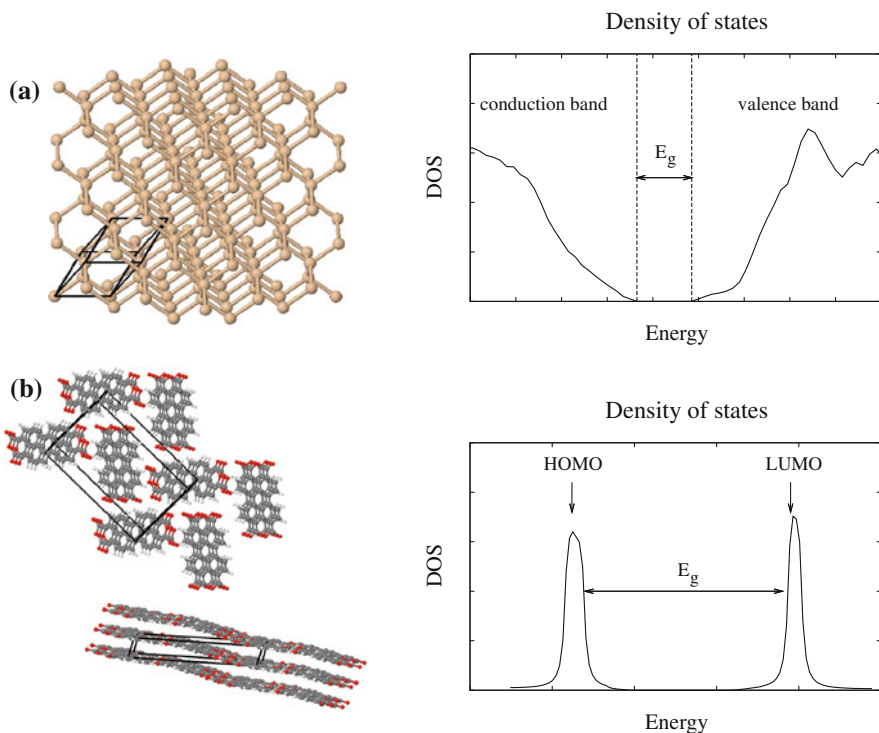 (a)
Density of states
conduction band
valence band
E_g
DOS
Energy
(b)
Density of states
HOMO
LUMO
E_g
DOS
Energy